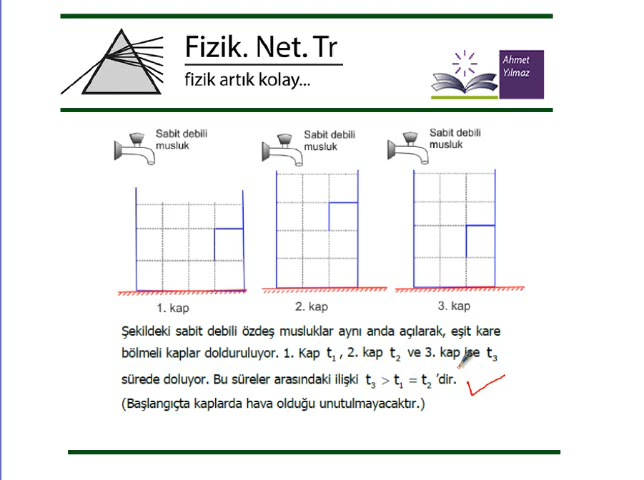 Fizik. Net. Tr
fizik artık kolay...
Ahmet
Yılmaz
Sabit debili
musluk
Sabit debili
musluk
Sabit debili
musluk
1. kap
2. kap
3. kap
Şekildeki sabit debili özdeş musluklar aynı anda açılarak, eşit kare
bölmeli kaplar dolduruluyor. 1. Kap t₁ , 2. kap t₂ ve 3. kap ise t₃
sürede doluyor. Bu süreler arasındaki ilişki t₃ > t₁ = t₂ 'dir.
(Başlangıçta kaplarda hava olduğu unutulmayacaktır.)